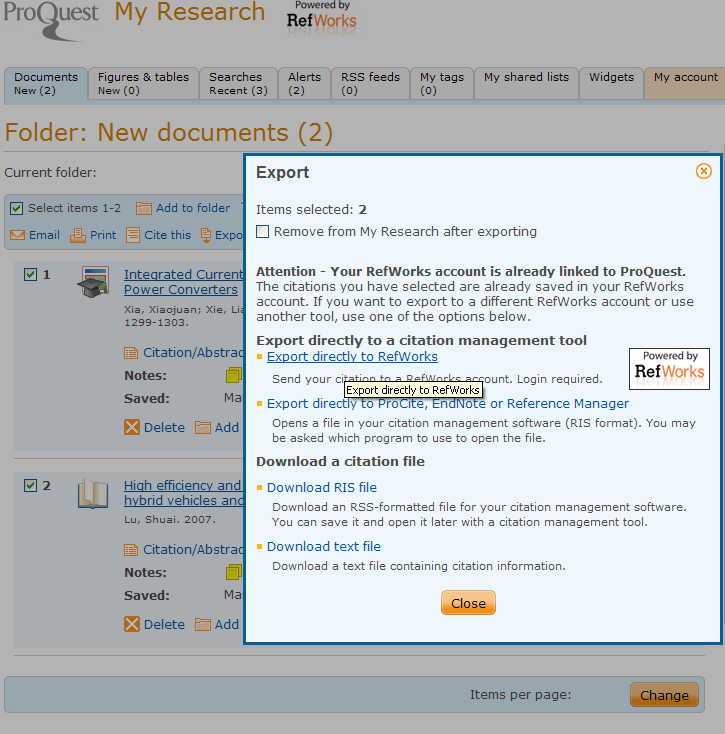 ProQuest My Research
Powered by
RefWorks
Documents
New (2)
Figures & tables
New (0)
Searches
Recent (3)
Alerts
(2)
RSS feeds
(0)
My tags
(0)
My shared lists
Widgets
My account
Folder: New documents (2)
Current folder:
Select items 1-2
Add to folder
Email
Print
Cite this
Expo
1
Integrated Current
Power Converters
Xia, Xiaojuan; Xie, Lia
1299-1303.
Citation/Abstrac
Notes:
Saved:
Ma
Delete
Add
2
High efficiency and
hybrid vehicles and
Lu, Shuai. 2007.
Citation/Abstrac
Notes:
Saved:
Ma
Delete
Add
Export
Items selected: 2
Remove from My Research after exporting
Attention - Your RefWorks account is already linked to ProQuest.
The citations you have selected are already saved in your RefWorks
account. If you want to export to a different RefWorks account or use
another tool, use one of the options below.
Export directly to a citation management tool
Export directly to RefWorks
Send your citation to a RefWorks account. Login required.
Export directly to RefWorks
Powered by
RefWorks
Export directly to ProCite, EndNote or Reference Manager
Opens a file in your citation management software (RIS format). You may
be asked which program to use to open the file.
Download a citation file
Download RIS file
Download an RSS-formatted file for your citation management software.
You can save it and open it later with a citation management tool.
Download text file
Download a text file containing citation information.
Close
Items per page:
Change